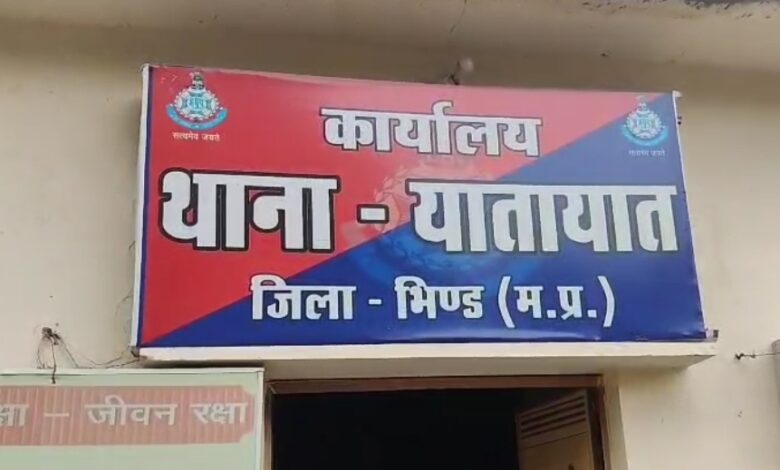 कार्यालय
थाना - यातायात
जिला - भिण्ड (म.प्र.)
सत्यमेव जयते
सत्यमेव जयते
– जीवन रक्षा